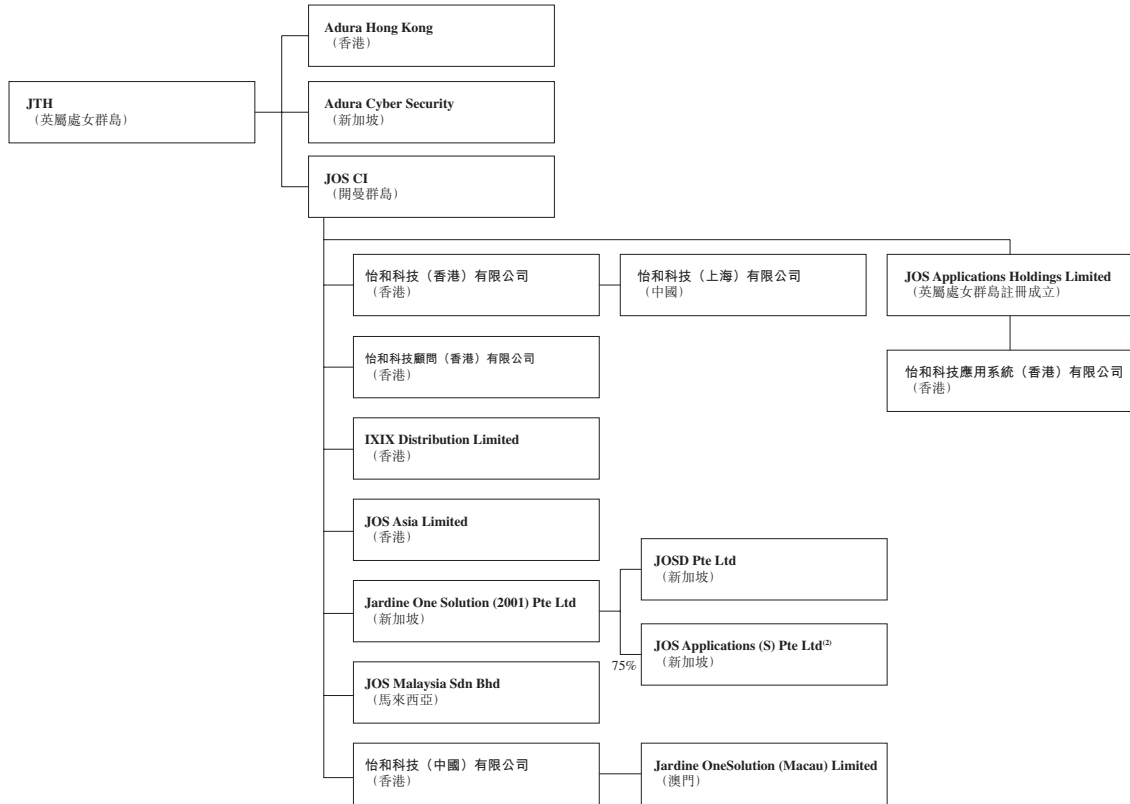 Adura Hong Kong
（香港）
JTH
（英屬處女群島）
Adura Cyber Security
（新加坡）
JOS CI
（開曼群島）
怡和科技（香港）有限公司
（香港）
怡和科技（上海）有限公司
（中國）
JOS Applications Holdings Limited
（英屬處女群島註冊成立）
怡和科技顧問（香港）有限公司
（香港）
怡和科技應用系統（香港）有限公司
（香港）
IXIX Distribution Limited
（香港）
JOS Asia Limited
（香港）
JOSD Pte Ltd
（新加坡）
Jardine One Solution (2001) Pte Ltd
（新加坡）
JOS Applications (S) Pte Ltd(2)
（新加坡）
75%
JOS Malaysia Sdn Bhd
（馬來西亞）
怡和科技（中國）有限公司
（香港）
Jardine OneSolution (Macau) Limited
（澳門）